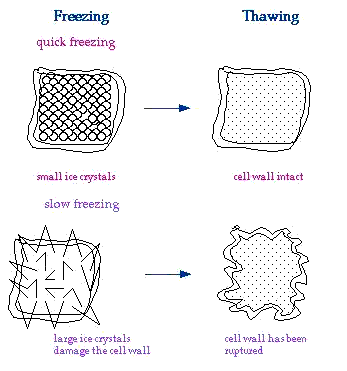 Freezing
Thawing
quick freezing
small ice crystals
cell wall intact
slow freezing
large ice crystals
damage the cell wall
cell wall has been
ruptured